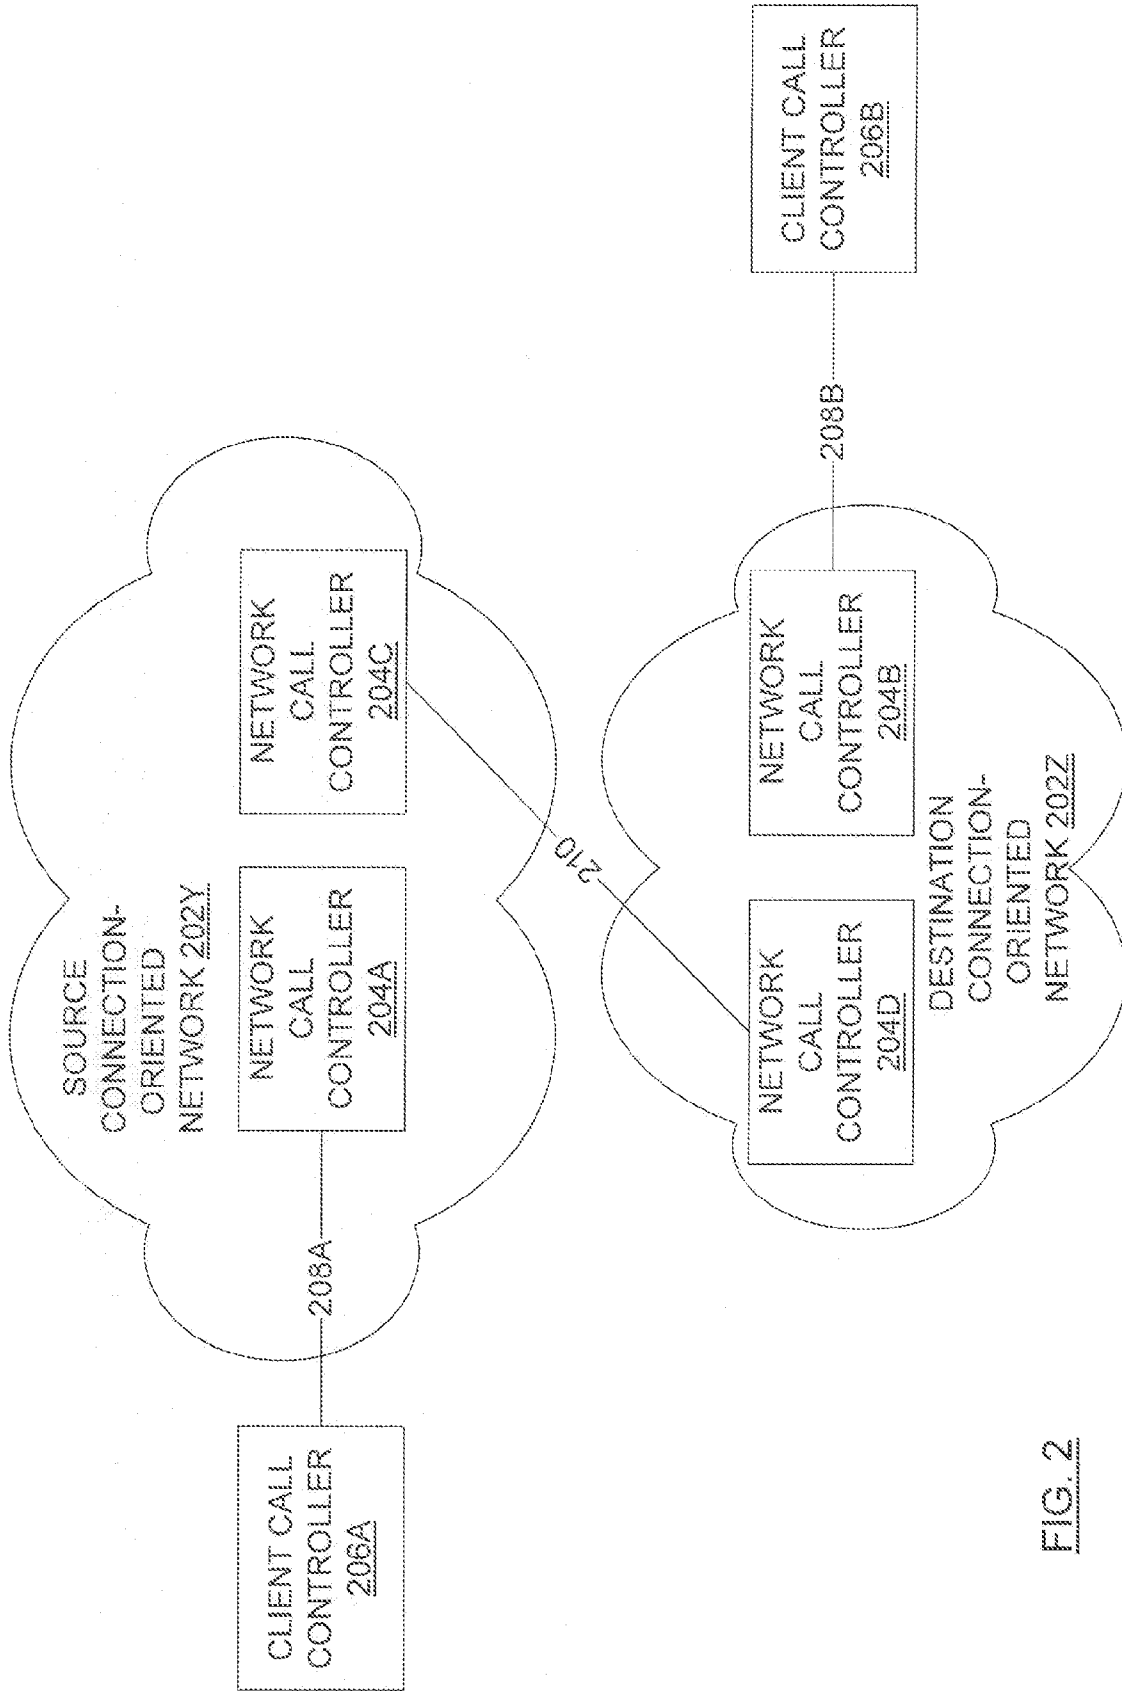 SOURCE
CONNECTION-
ORIENTED
NETWORK 202Y
CLIENT CALL
CONTROLLER
206A
208A
NETWORK
CALL
CONTROLLER
204A
NETWORK
CALL
CONTROLLER
204C
210
NETWORK
CALL
CONTROLLER
204D
NETWORK
CALL
CONTROLLER
204B
208B
CLIENT CALL
CONTROLLER
206B
DESTINATION
CONNECTION-
ORIENTED
NETWORK 202Z
FIG. 2